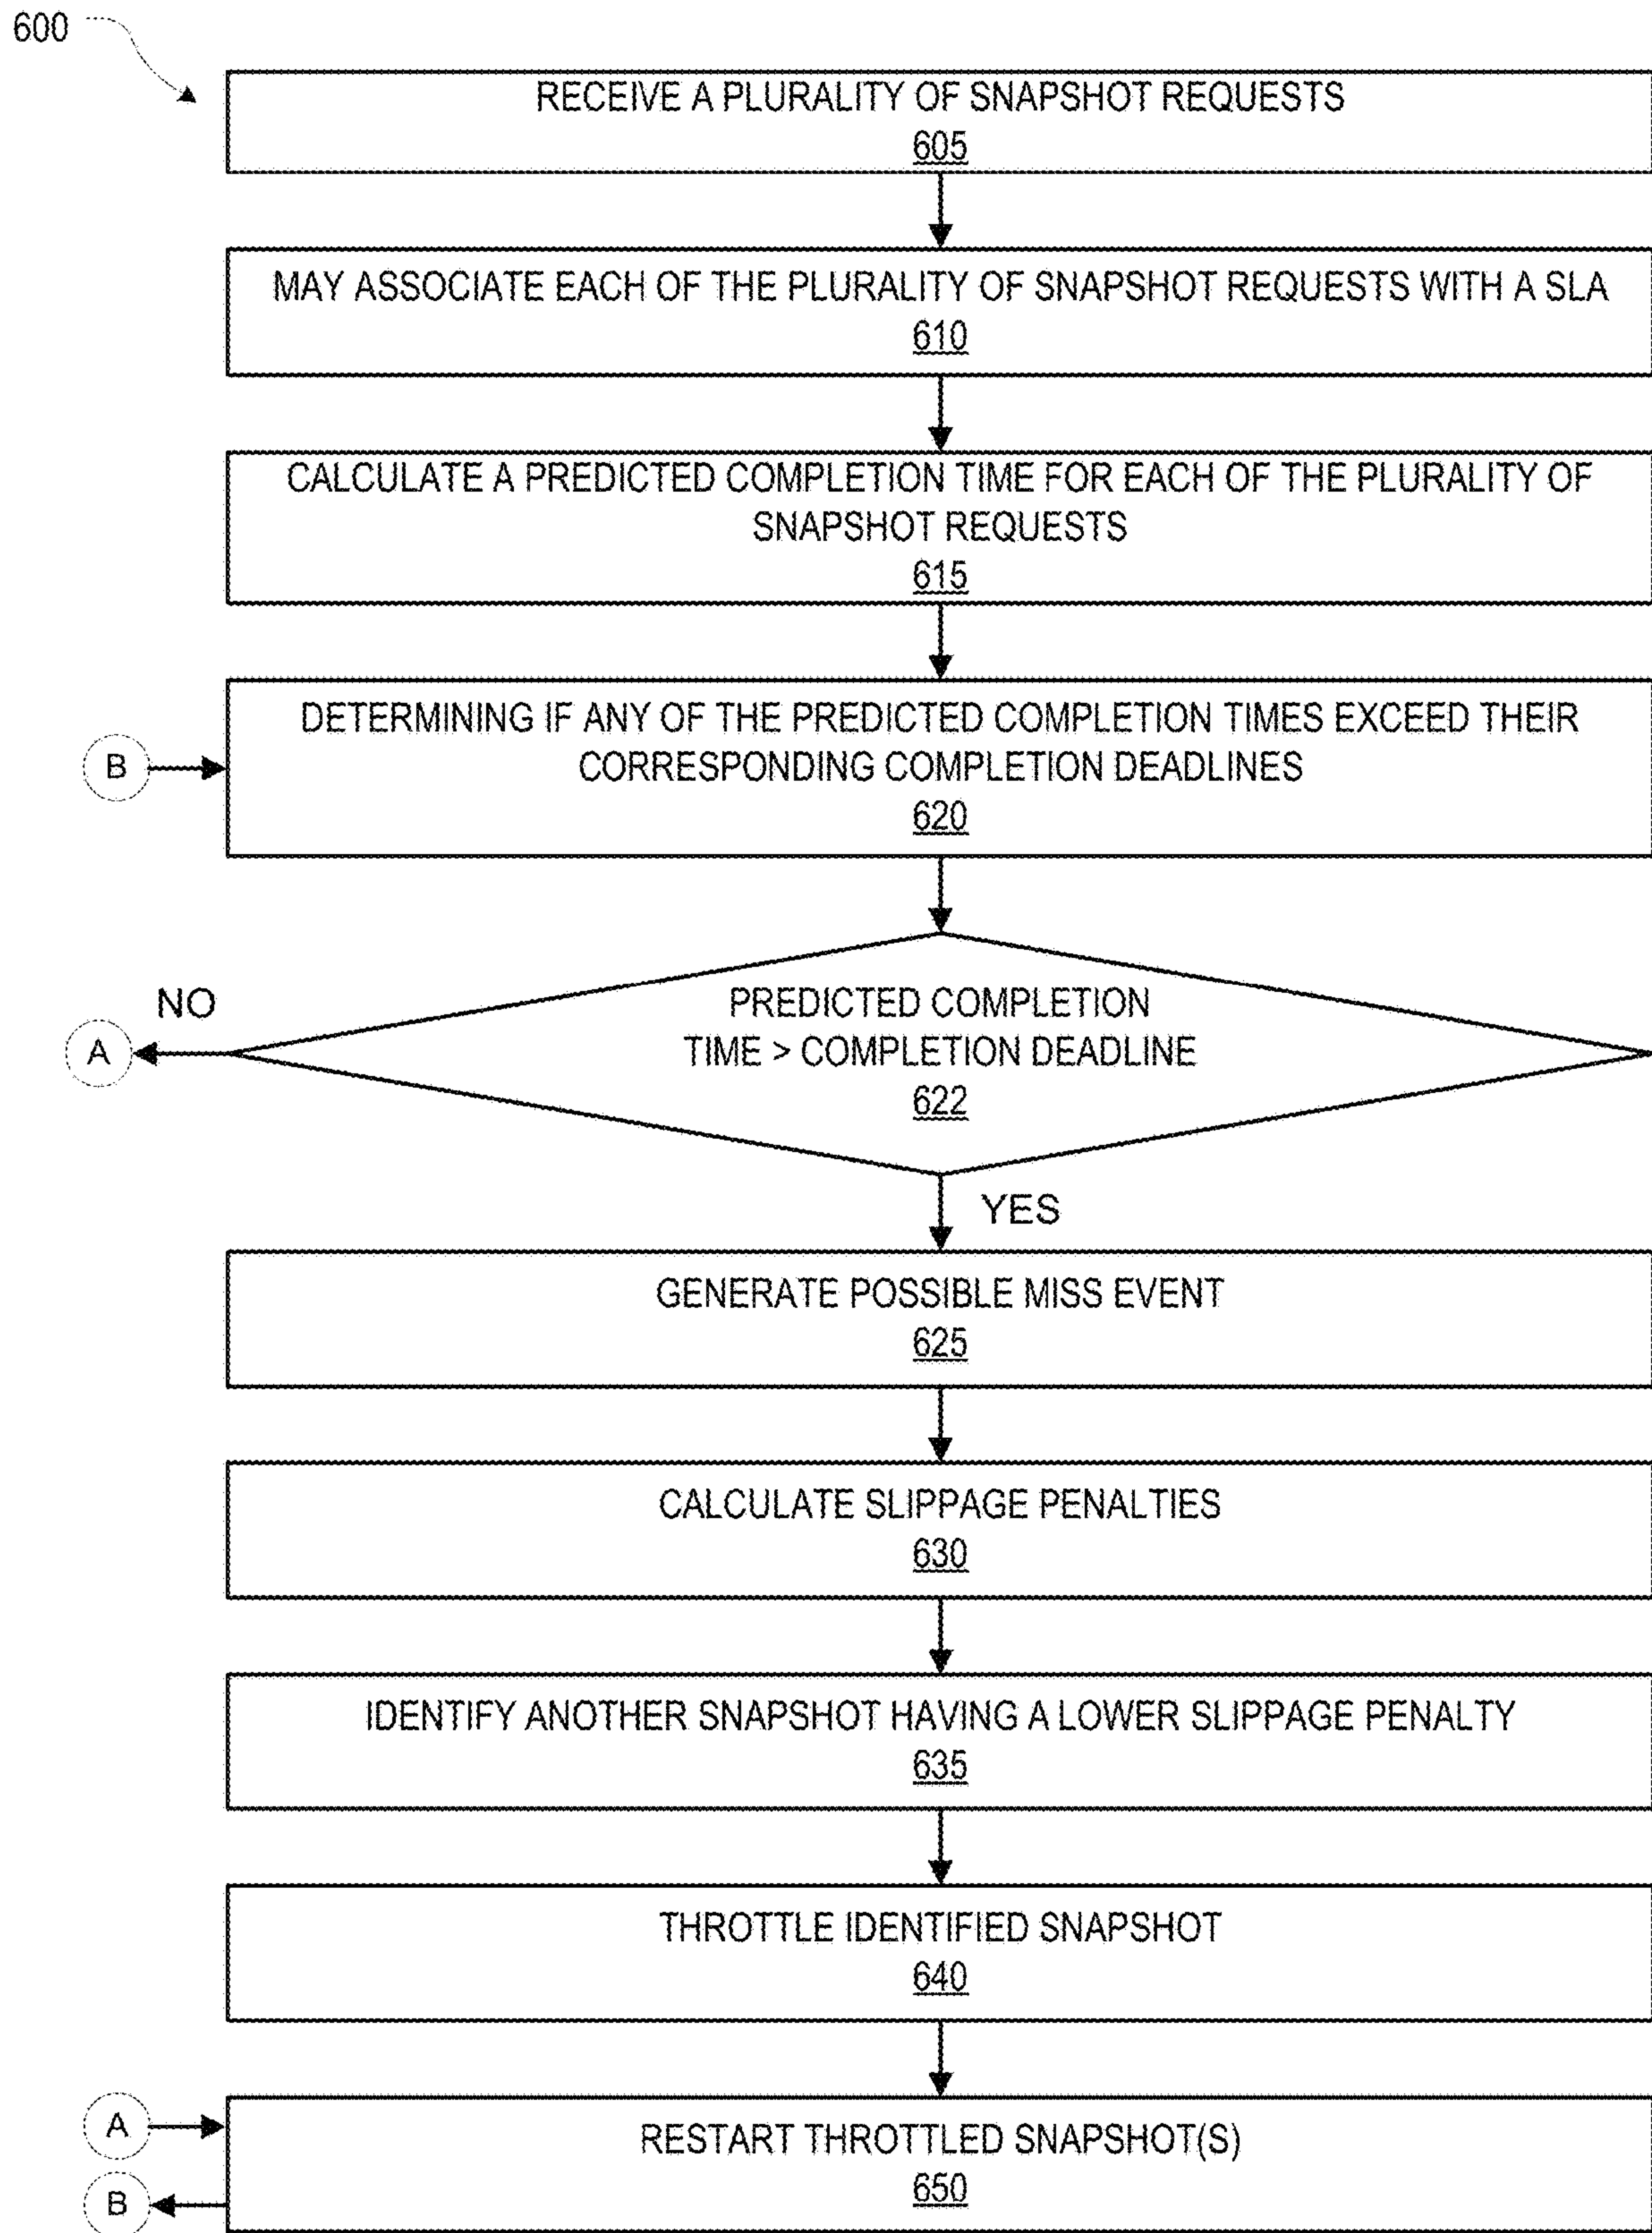 600
RECEIVE A PLURALITY OF SNAPSHOT REQUESTS
605
MAY ASSOCIATE EACH OF THE PLURALITY OF SNAPSHOT REQUESTS WITH A SLA
610
CALCULATE A PREDICTED COMPLETION TIME FOR EACH OF THE PLURALITY OF
SNAPSHOT REQUESTS
615
DETERMINING IF ANY OF THE PREDICTED COMPLETION TIMES EXCEED THEIR
CORRESPONDING COMPLETION DEADLINES
620
B
PREDICTED COMPLETION
TIME > COMPLETION DEADLINE
622
NO
A
YES
GENERATE POSSIBLE MISS EVENT
625
CALCULATE SLIPPAGE PENALTIES
630
IDENTIFY ANOTHER SNAPSHOT HAVING A LOWER SLIPPAGE PENALTY
635
THROTTLE IDENTIFIED SNAPSHOT
640
A
RESTART THROTTLED SNAPSHOT(S)
650
B